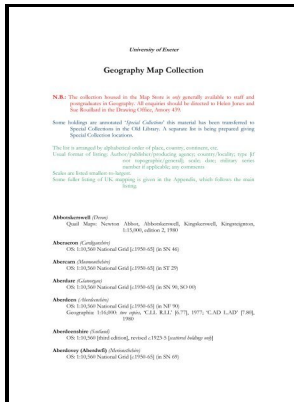 University of Exeter
Geography Map Collection
N.B.: The collection housed in the Map Store is only generally available to staff and
postgraduates in Geography. All enquiries should be directed to Helen Jones and
Sue Rouillard in the Drawing Office, Amory 439.
Some holdings are annotated 'Special Collections' this material has been transferred to
Special Collections in the Old Library. A separate list is being prepared giving
Special Collection locations.
The list is arranged by alphabetical order of place, country, continent, etc.
Usual format of listing: Author/publisher/producing agency; country/locality; type [if
not topographic/general]; scale; date; edition; series
number if applicable; any comments
Scales are listed smallest to largest.
Some fuller listing of UK mapping is given in the Appendix, which follows the main
listing.
Abbotskerswell (Devon)
Quail Maps: Newton Abbot, Abbotskerswell, Kingskerswell, Kingsteignton,
1:15,000, edition 2, 1980
Aberaeron (Cardiganshire)
OS: 1:10,560 National Grid [c.1950-65] (in SN 46)
Abercarn (Monmouthshire)
OS: 1:10,560 National Grid [c.1950-65] (in ST 29)
Aberdare (Glamorgan)
OS: 1:10,560 National Grid [c.1950-65] (in SN 90, SO 00)
Aberdeen (Aberdeenshire)
OS: 1:10,560 National Grid [c.1950-65] (in NF 90)
Geographia: 1:16,000: two copies,
1977;
1980
Aberdeenshire (Scotland)
OS: 1:10,560 [third edition], revised c.1923-5 [scattered holdings only]
Aberdovey (Aberdyfi) (Merionethshire)
OS: 1:10,560 National Grid [c.1950-65] (in SN 69)